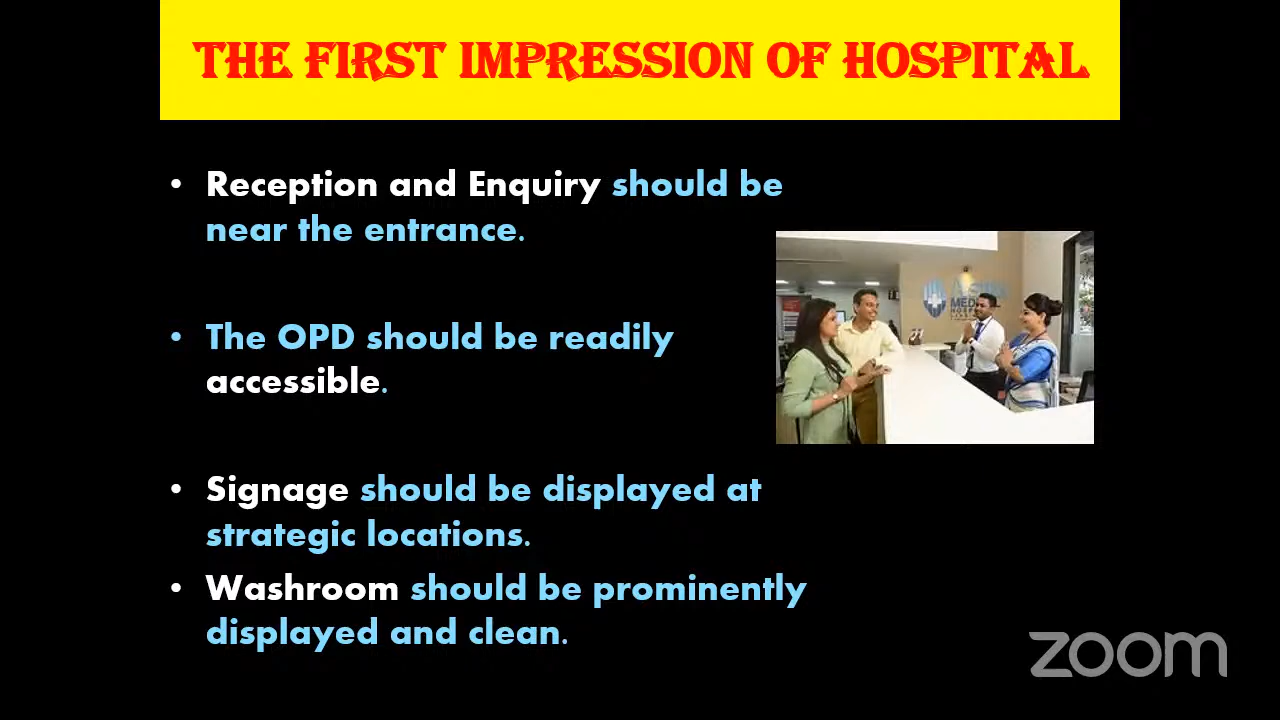 THE FIRST IMPRESSION OF HOSPITAL
• Reception and Enquiry should be
near the entrance.
• The OPD should be readily
accessible.
• Signage should be displayed at
strategic locations.
• Washroom should be prominently
displayed and clean.
zoom